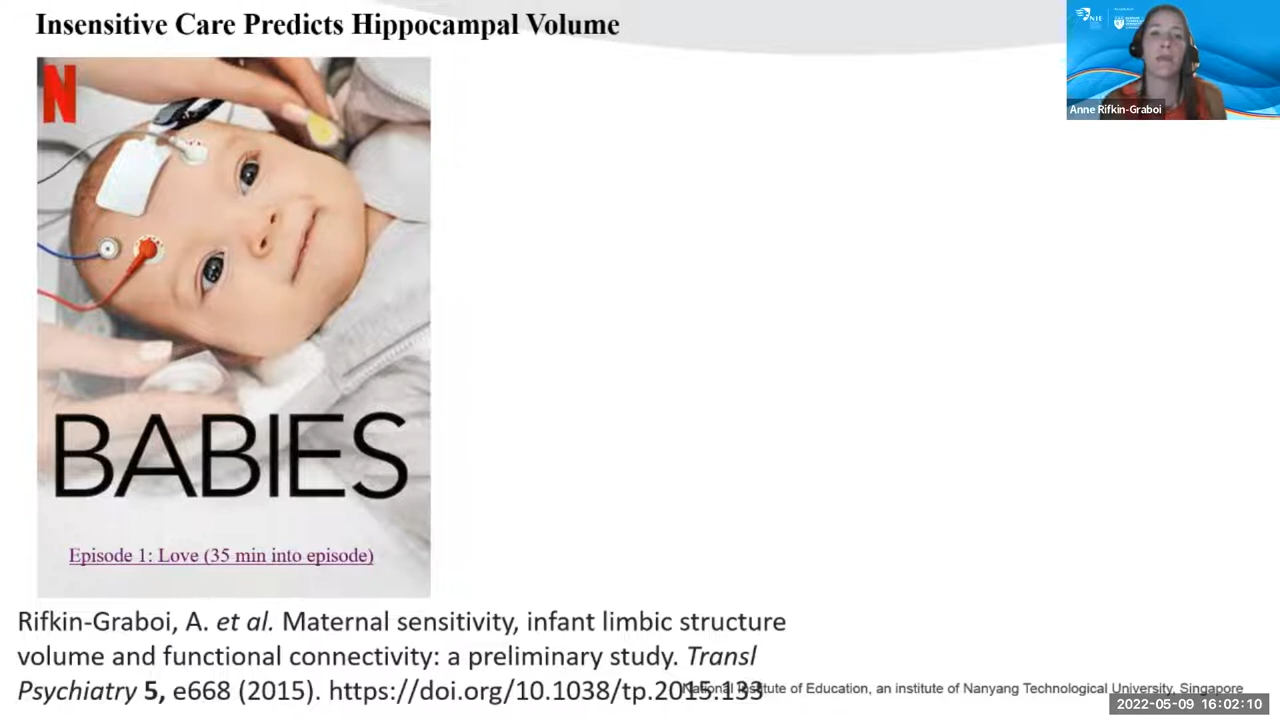 Insensitive Care Predicts Hippocampal Volume
N
NIE
Anne Rifkin-Graboi
BABIES
Episode 1: Love (35 min into episode)
Rifkin-Graboi, A. et al. Maternal sensitivity, infant limbic structure
volume and functional connectivity: a preliminary study. Transl
Psychiatry 5, e668 (2015). https://doi.org/10.1038/tp.2015.133
National Institute of Education, an institute of Nanyang Technological University, Singapore
2022-05-09 16:02:10